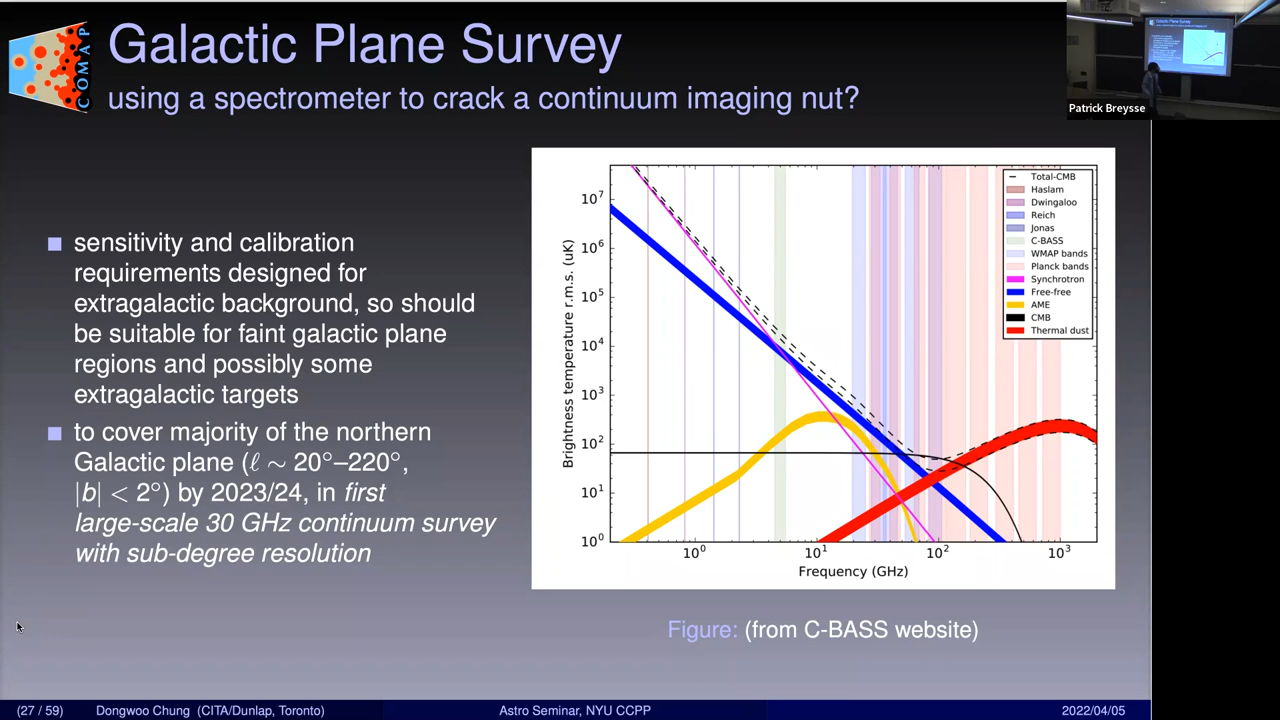 COMAP
Galactic Plane Survey
using a spectrometer to crack a continuum imaging nut?
Patrick Breysse
■ sensitivity and calibration
requirements designed for
extragalactic background, so should
be suitable for faint galactic plane
regions and possibly some
extragalactic targets
■ to cover majority of the northern
Galactic plane (ℓ ∼ 20°–220°,
|b| < 2°) by 2023/24, in first
large-scale 30 GHz continuum survey
with sub-degree resolution
Brightness temperature r.m.s. (uK)
10⁷
10⁶
10⁵
10⁴
10³
10²
10¹
10⁰
10⁰ 10¹ 10² 10³
Frequency (GHz)
Total-CMB
Haslam
Dwingaloo
Reich
Jonas
C-BASS
WMAP bands
Planck bands
Synchrotron
Free-free
AME
CMB
Thermal dust
Figure: (from C-BASS website)
(27 / 59) Dongwoo Chung (CITA/Dunlap, Toronto) Astro Seminar, NYU CCPP 2022/04/05